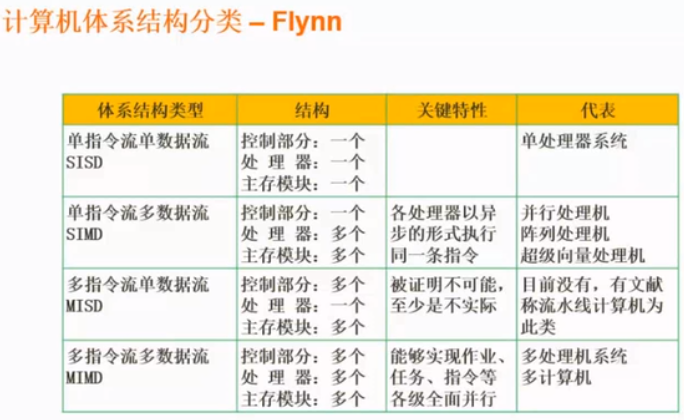 计算机体系结构分类 – Flynn
体系结构类型 结构 关键特性 代表
单指令流单数据流 控制部分：一个 单处理器系统
SISD 处 理 器：一个
主存模块：一个
单指令流多数据流 控制部分：一个 各处理器以异 并行处理机
SIMD 处 理 器：多个 步的形式执行 阵列处理机
主存模块：多个 同一条指令 超级向量处理机
多指令流单数据流 控制部分：多个 被证明不可能， 目前没有，有文献
MISD 处 理 器：一个 至少是不实际 称流水线计算机为
主存模块：多个 此类
多指令流多数据流 控制部分：多个 能够实现作业、 多处理机系统
MIMD 处 理 器：多个 任务、指令等 多计算机
主存模块：多个 各级全面并行